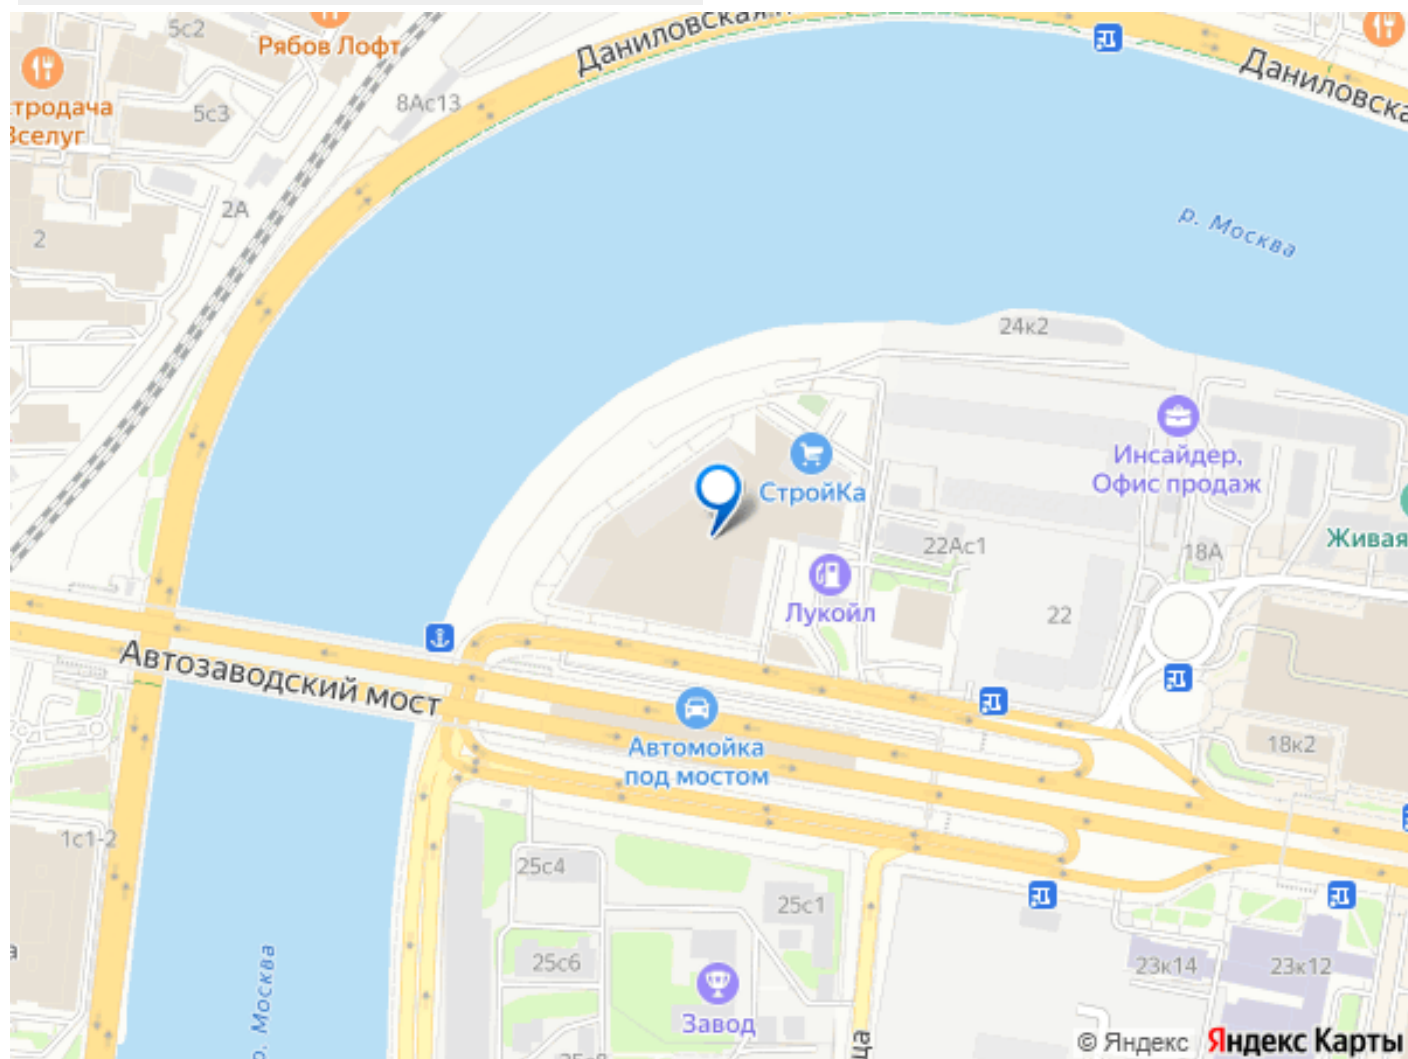 5с2
Рябов Лофт
Даниловская
Даниловска
тродача
Вселуг
5с3
8Ас13
2А
2
р. Москва
24к2
СтройКа
Инсайдер,
Офис продаж
Живая
22Ас1
18А
Лукойл
22
Автозаводский мост
Автомойка
под мостом
18к2
1с1-2
25с4
25с1
25с6
23к14
23к12
Завод
р. Москва
ца
а
© Яндекс Яндекс Карты